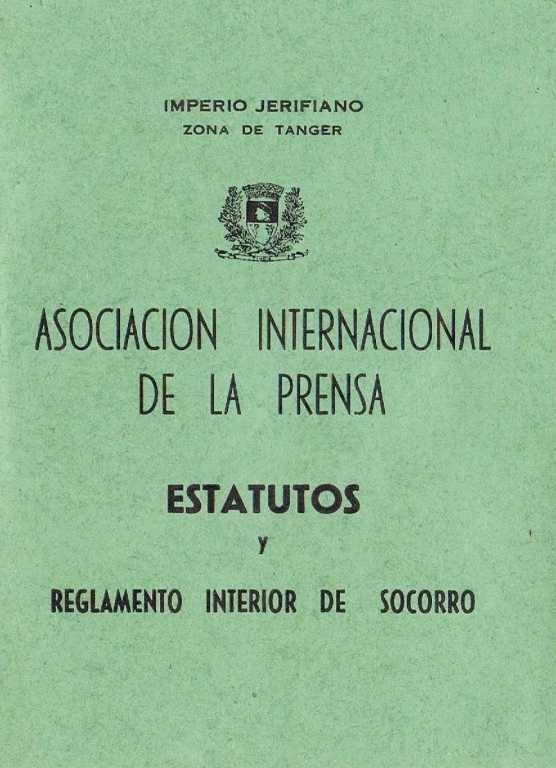 IMPERIO JERIFIANO
ZONA DE TANGER
ASOCIACION INTERNACIONAL
DE LA PRENSA
ESTATUTOS
y
REGLAMENTO INTERIOR DE SOCORRO